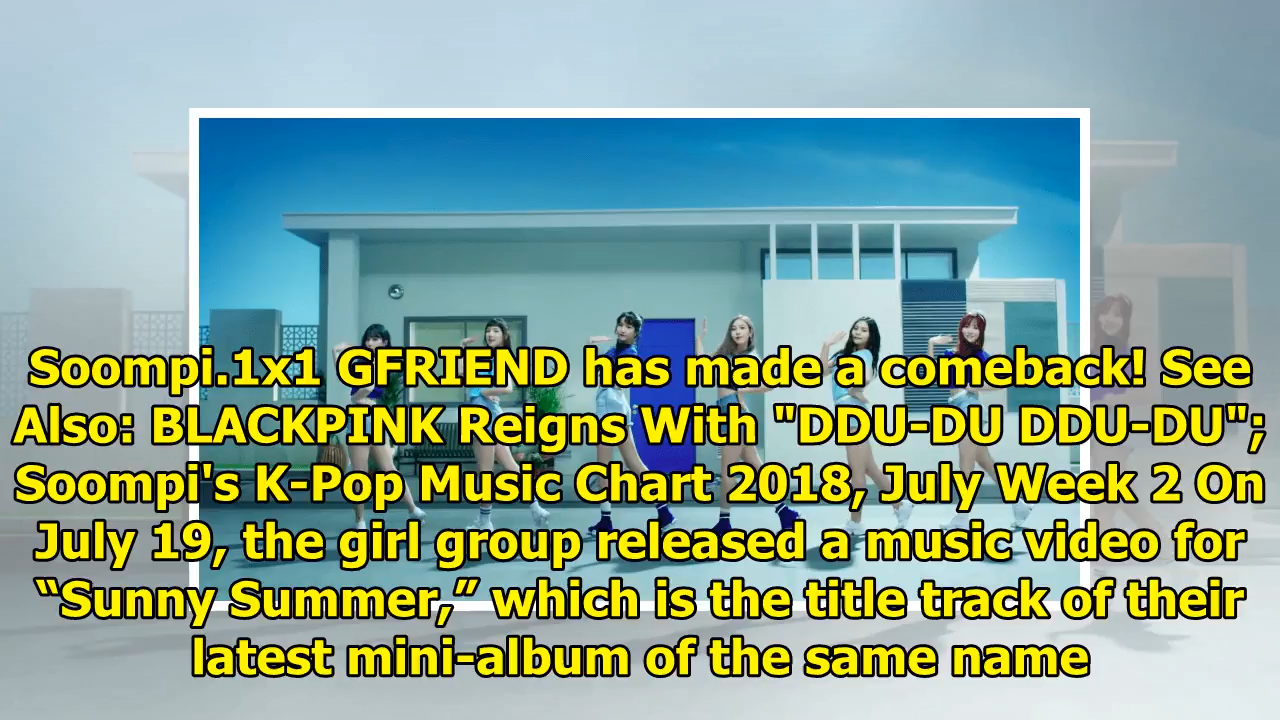 Soompi.1x1 GFRIEND has made a comeback! See
Also: BLACKPINK Reigns With "DDU-DU DDU-DU";
Soompi's K-Pop Music Chart 2018, July Week 2 On
July 19, the girl group released a music video for
“Sunny Summer,” which is the title track of their
latest mini-album of the same name